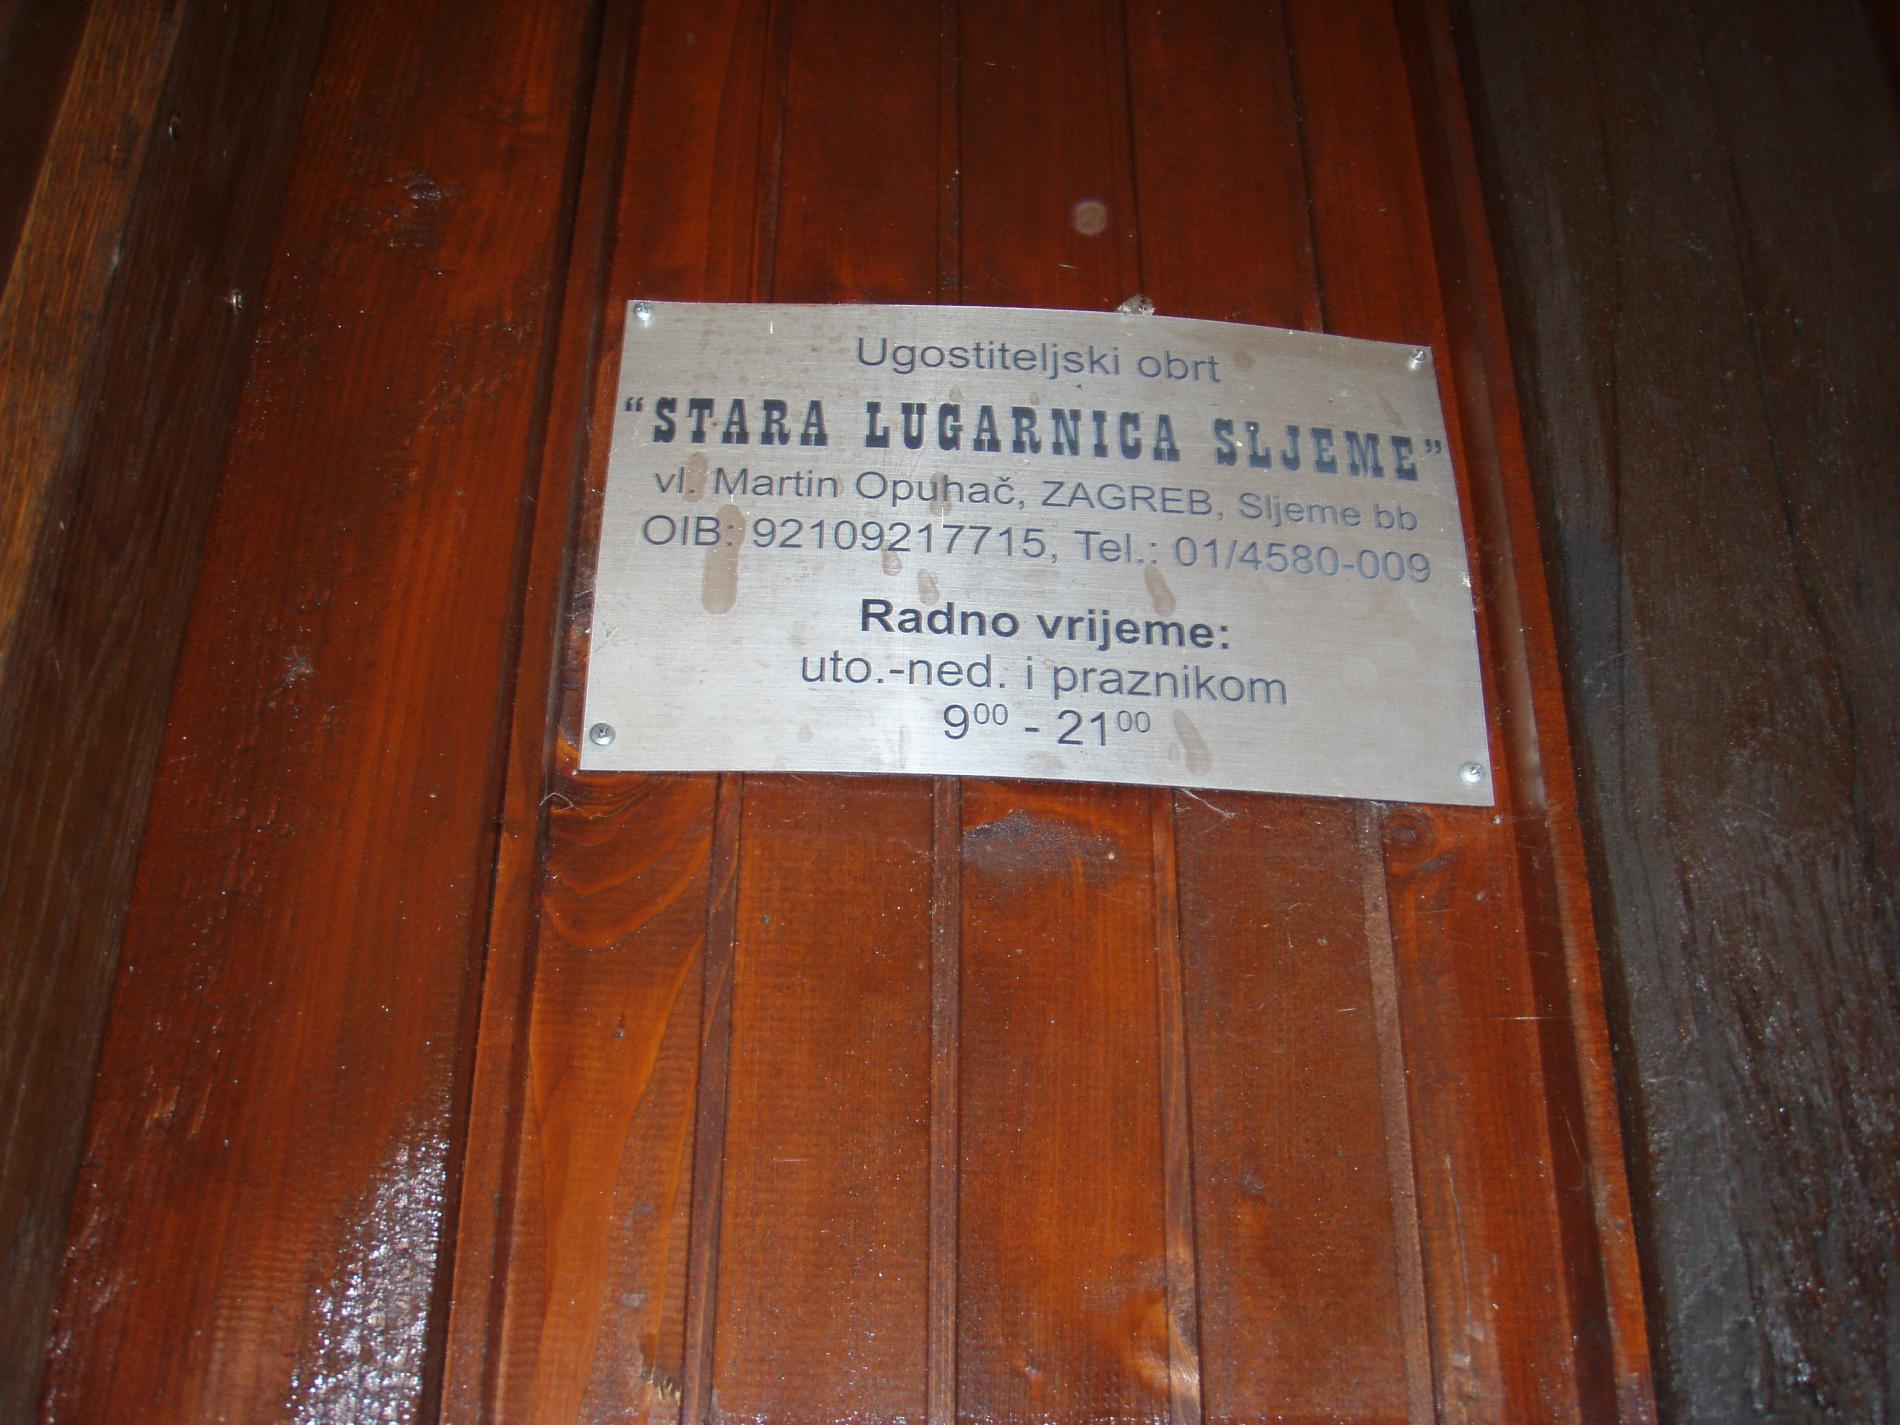 Ugostiteljski obrt
“STARA LUGARNICA SLJEME”
vl. Martin Opuhač, ZAGREB, Sljeme bb
OIB: 92109217715, Tel.: 01/4580-009
Radno vrijeme:
uto.-ned. i praznikom
9⁰⁰ - 21⁰⁰